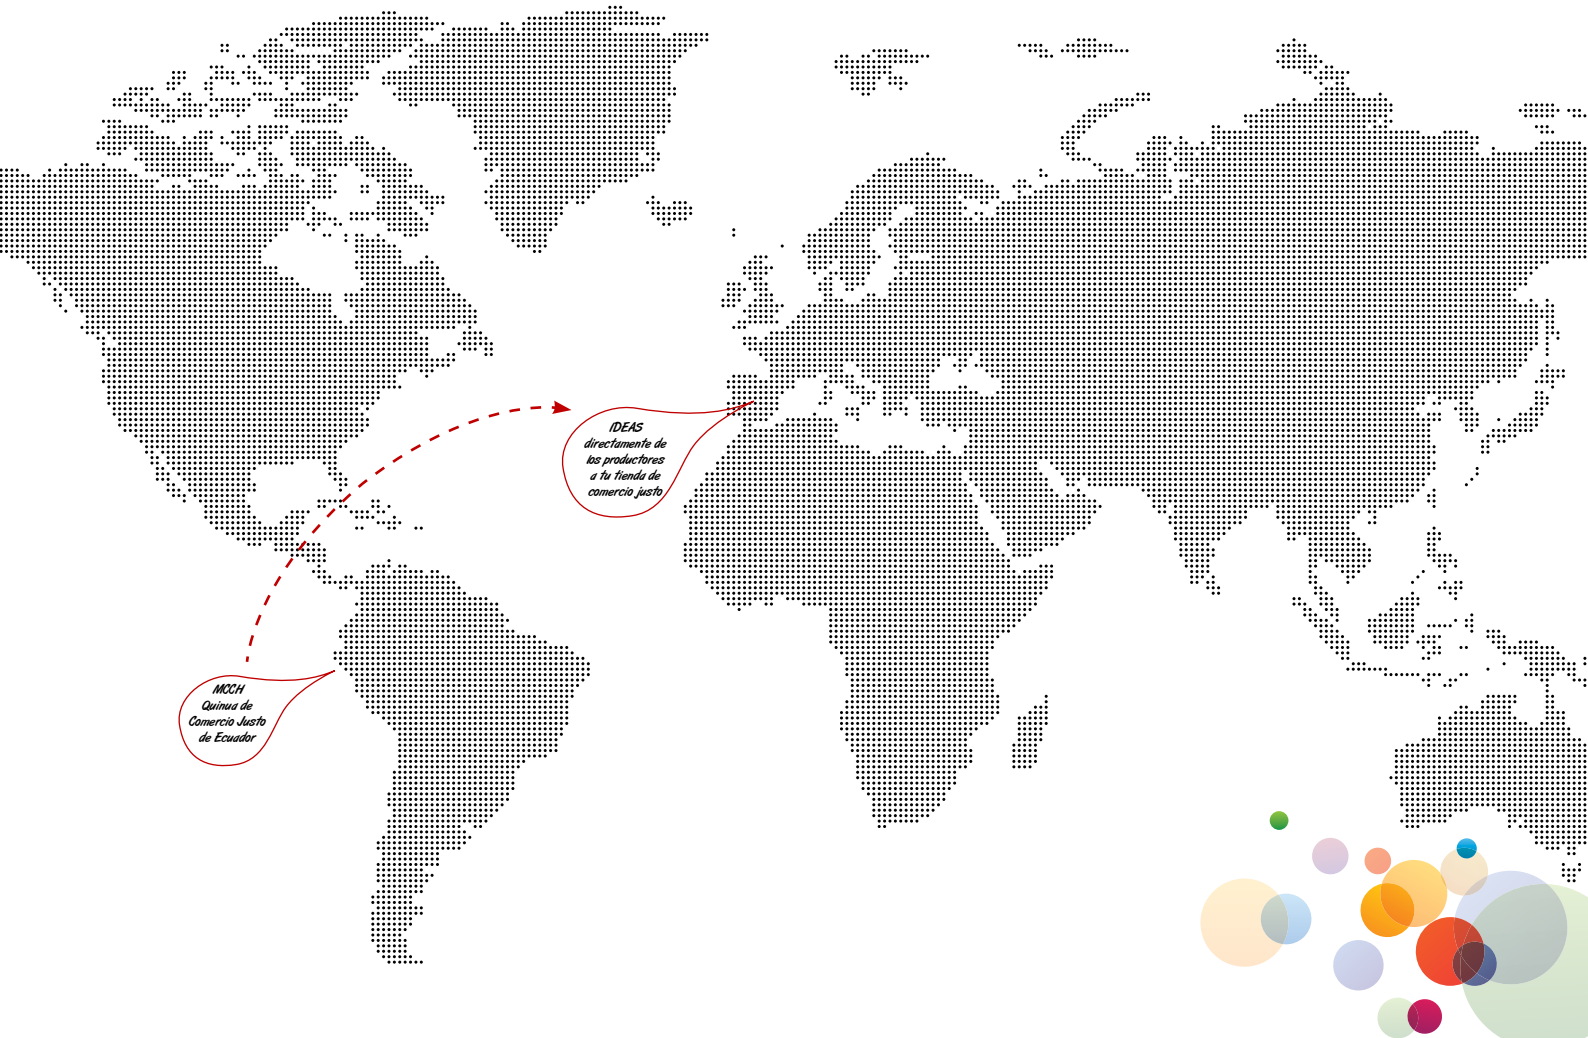 IDEAS
directamente de
los productores
a tu tienda de
comercio justo
MCCH
Quinua de
Comercio Justo
de Ecuador